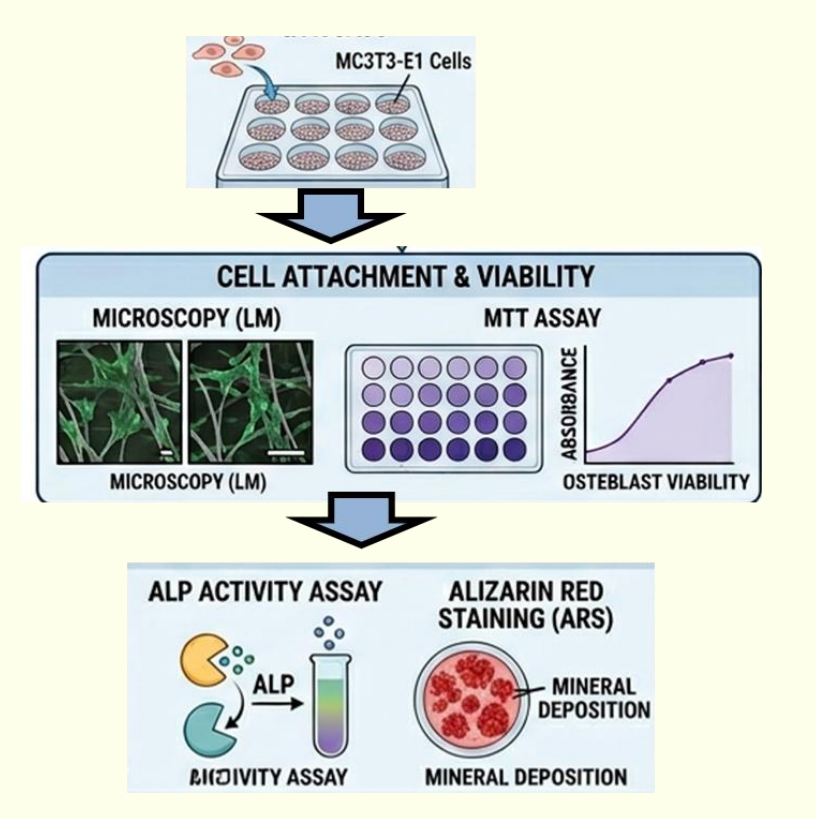 MC3T3-E1 Cells
CELL ATTACHMENT & VIABILITY
MICROSCOPY (LM)
MTT ASSAY
ABSORBANCE
MICROSCOPY (LM)
OSTEBLAST VIABILITY
ALP ACTIVITY ASSAY
ALIZARIN RED
STAINING (ARS)
ALP
MINERAL
DEPOSITION
ASSAY
MINERAL DEPOSITION